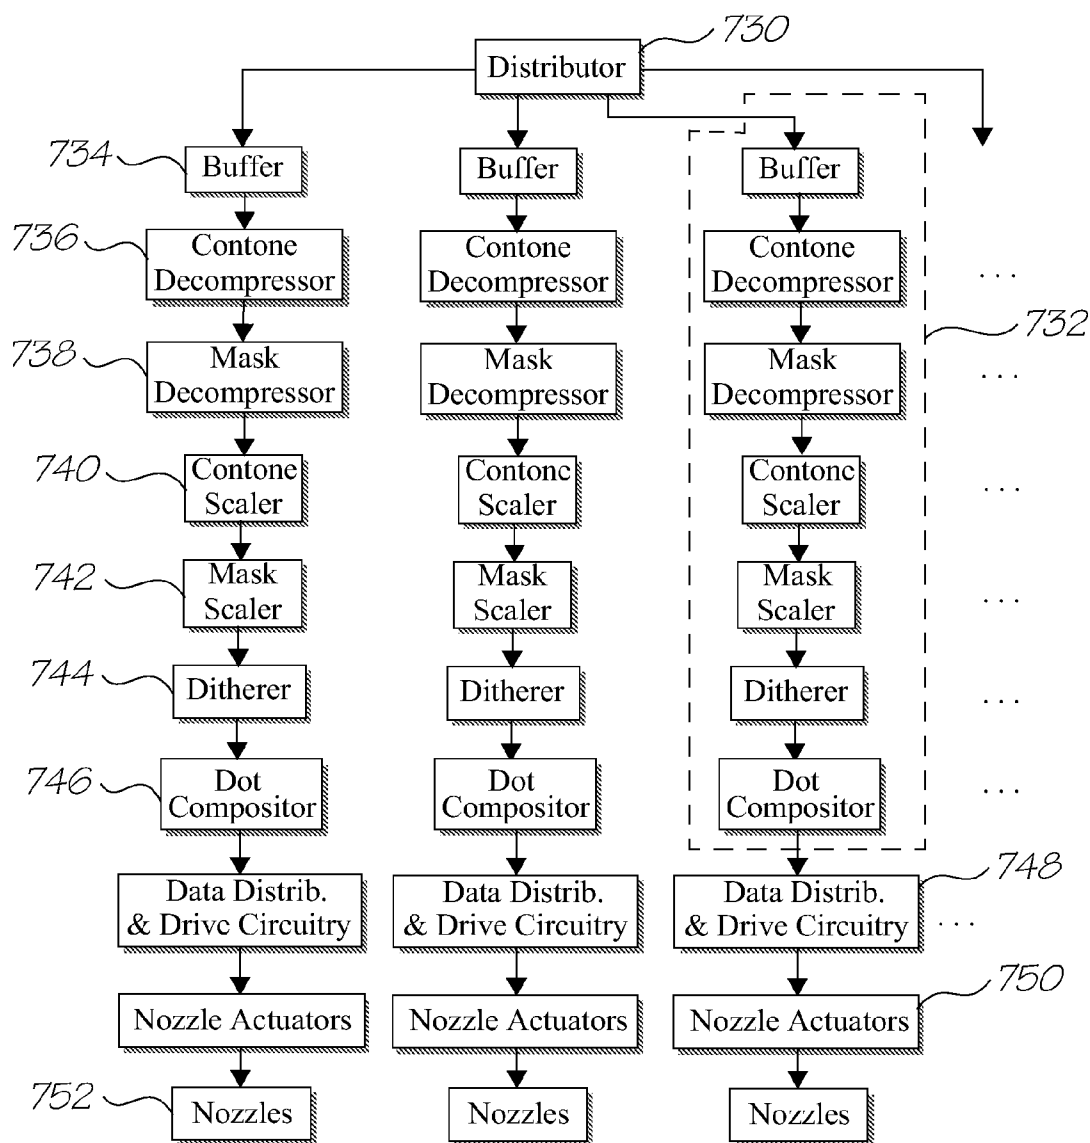 730
Distributor
734
Buffer
Buffer
Buffer
736
Contone
Decompressor
Contone
Decompressor
Contone
Decompressor
...
732
738
Mask
Decompressor
Mask
Decompressor
Mask
Decompressor
...
740
Contone
Scaler
Contonc
Scaler
Contonc
Scaler
...
742
Mask
Scaler
Mask
Scaler
Mask
Scaler
...
744
Ditherer
Ditherer
Ditherer
...
746
Dot
Compositor
Dot
Compositor
Dot
Compositor
...
Data Distrib.
& Drivc Circuitry
Data Distrib.
& Drive Circuitry
Data Distrib.
& Drive Circuitry
748
...
Nozzle Actuators
Nozzle Actuators
Nozzle Actuators
750
752
Nozzles
Nozzles
Nozzles